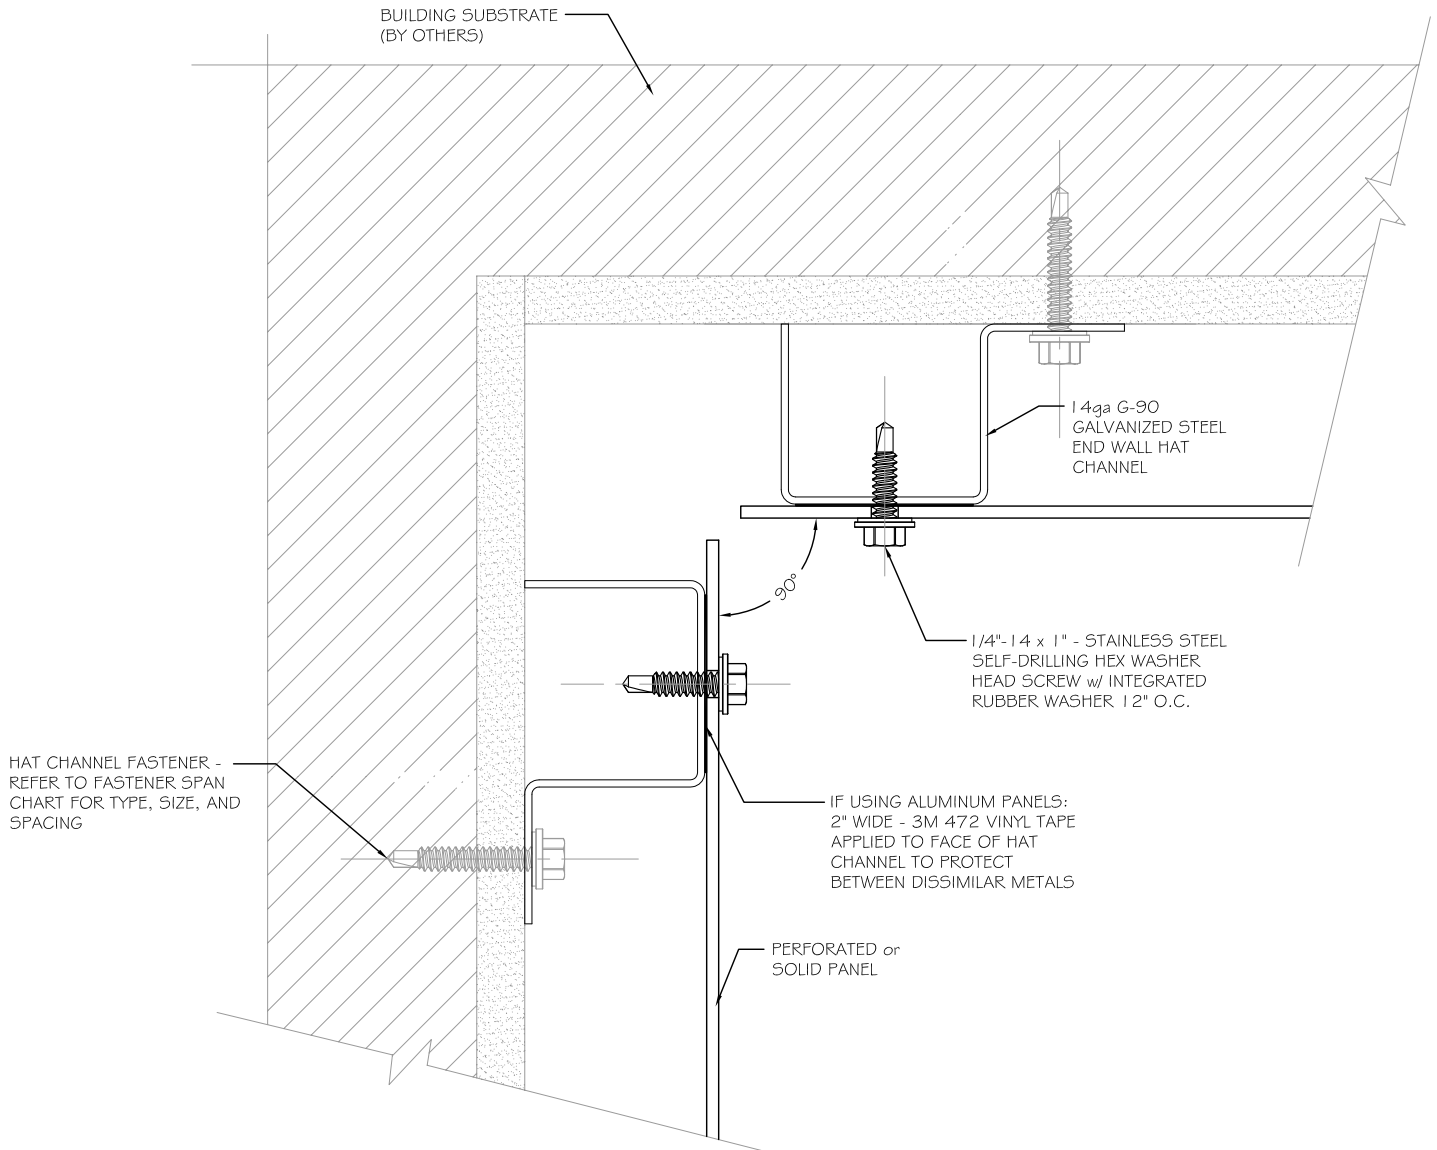 BUILDING SUBSTRATE
(BY OTHERS)
14ga G-90
GALVANIZED STEEL
END WALL HAT
CHANNEL
90°
1/4"-14 x 1" - STAINLESS STEEL
SELF-DRILLING HEX WASHER
HEAD SCREW w/ INTEGRATED
RUBBER WASHER 12" O.C.
HAT CHANNEL FASTENER -
REFER TO FASTENER SPAN
CHART FOR TYPE, SIZE, AND
SPACING
IF USING ALUMINUM PANELS:
2" WIDE - 3M 472 VINYL TAPE
APPLIED TO FACE OF HAT
CHANNEL TO PROTECT
BETWEEN DISSIMILAR METALS
PERFORATED or
SOLID PANEL